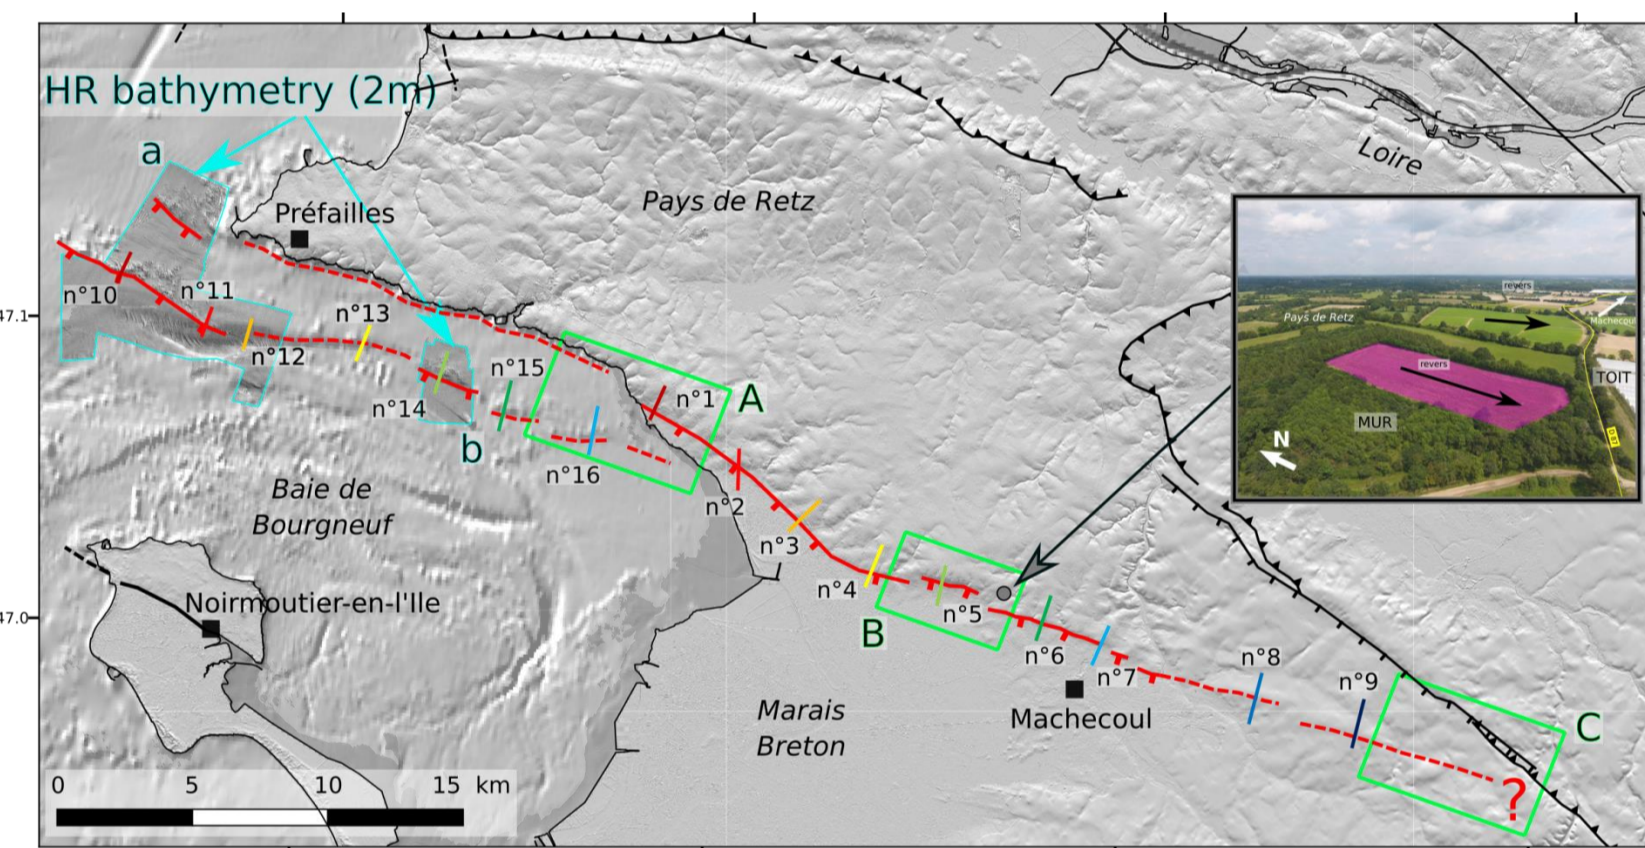 HR bathymetry (2m)
a
Loire
Préfailles
Pays de Retz
n°10
n°11
47.1
n°13
n°12
n°15
n°14
b
n°1
A
n°16
n°2
Baie de
Bourgneuf
n°3
n°4
n°5
B
n°6
n°7
n°8
n°9
47.0
Noirmoutier-en-l'Ile
Machecoul
Marais
Breton
C
?
0 5 10 15 km
revers
Pays de Retz
Machecoul
revers
TOIT
MUR
N